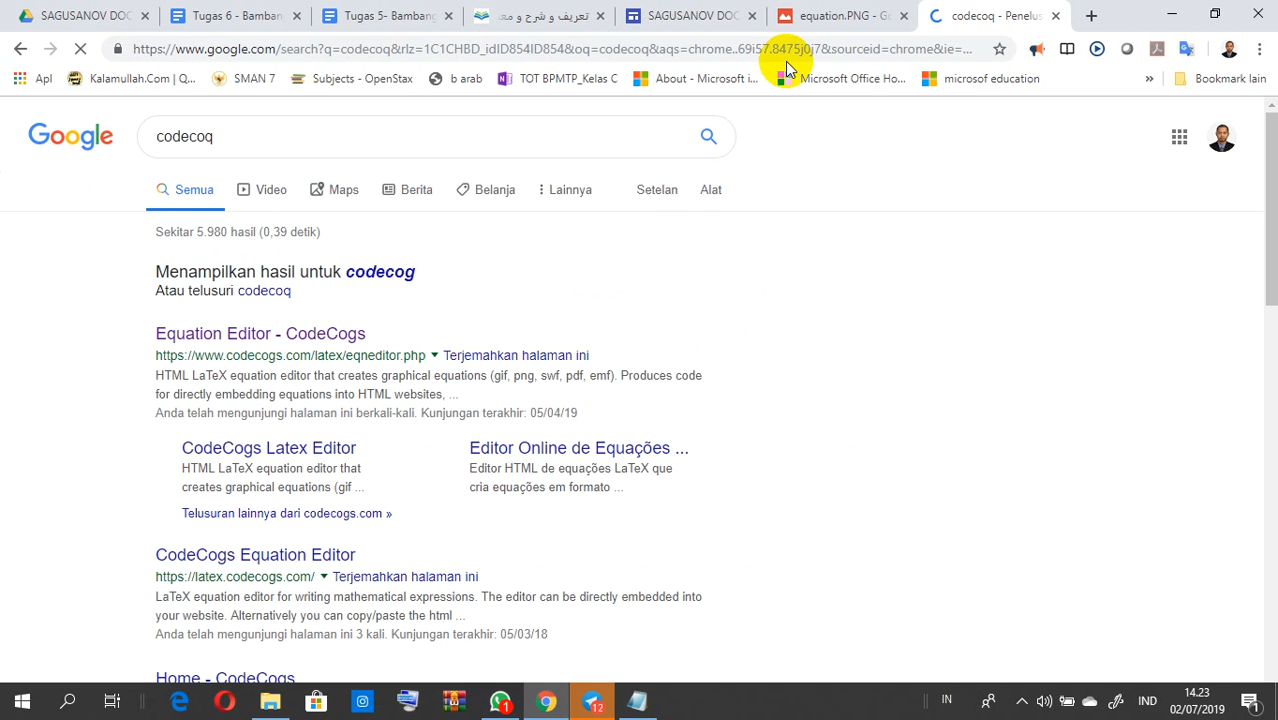 SAGUSANOV DOC
Tugas 6 - Bamban
Tugas 5- Bambang
تعريف و شرح و معـ
SAGUSANOV DOC
equation.PNG - Go
codecoq - Penelus
https://www.google.com/search?q=codecoq&rlz=1C1CHBD_idID854ID854&oq=codecoq&aqs=chrome..69i57.8475j0j7&sourceid=chrome&ie=...
Apl
Kalamullah.Com | Q...
SMAN 7
Subjects - OpenStax
b arab
TOT BPMTP_Kelas C
About - Microsoft i...
Microsoft Office Ho...
microsof education
»
Bookmark lain
Google
codecoq
Semua
Video
Maps
Berita
Belanja
Lainnya
Setelan
Alat
Sekitar 5.980 hasil (0,39 detik)
Menampilkan hasil untuk codecog
Atau telusuri codecoq
Equation Editor - CodeCogs
https://www.codecogs.com/latex/eqneditor.php Terjemahkan halaman ini
HTML LaTeX equation editor that creates graphical equations (gif, png, swf, pdf, emf). Produces code
for directly embedding equations into HTML websites, ...
Anda telah mengunjungi halaman ini berkali-kali. Kunjungan terakhir: 05/04/19
CodeCogs Latex Editor
HTML LaTeX equation editor that
creates graphical equations (gif ...
Editor Online de Equações ...
Editor HTML de equações LaTeX que
cria equações em formato ...
Telusuran lainnya dari codecogs.com »
CodeCogs Equation Editor
https://latex.codecogs.com/ Terjemahkan halaman ini
LaTeX equation editor for writing mathematical expressions. The editor can be directly embedded into
your website. Alternatively you can copy/paste the html ...
Anda telah mengunjungi halaman ini 3 kali. Kunjungan terakhir: 05/03/18
Home - CodeCogs
1
12
IN
IND
14.23
02/07/2019
1